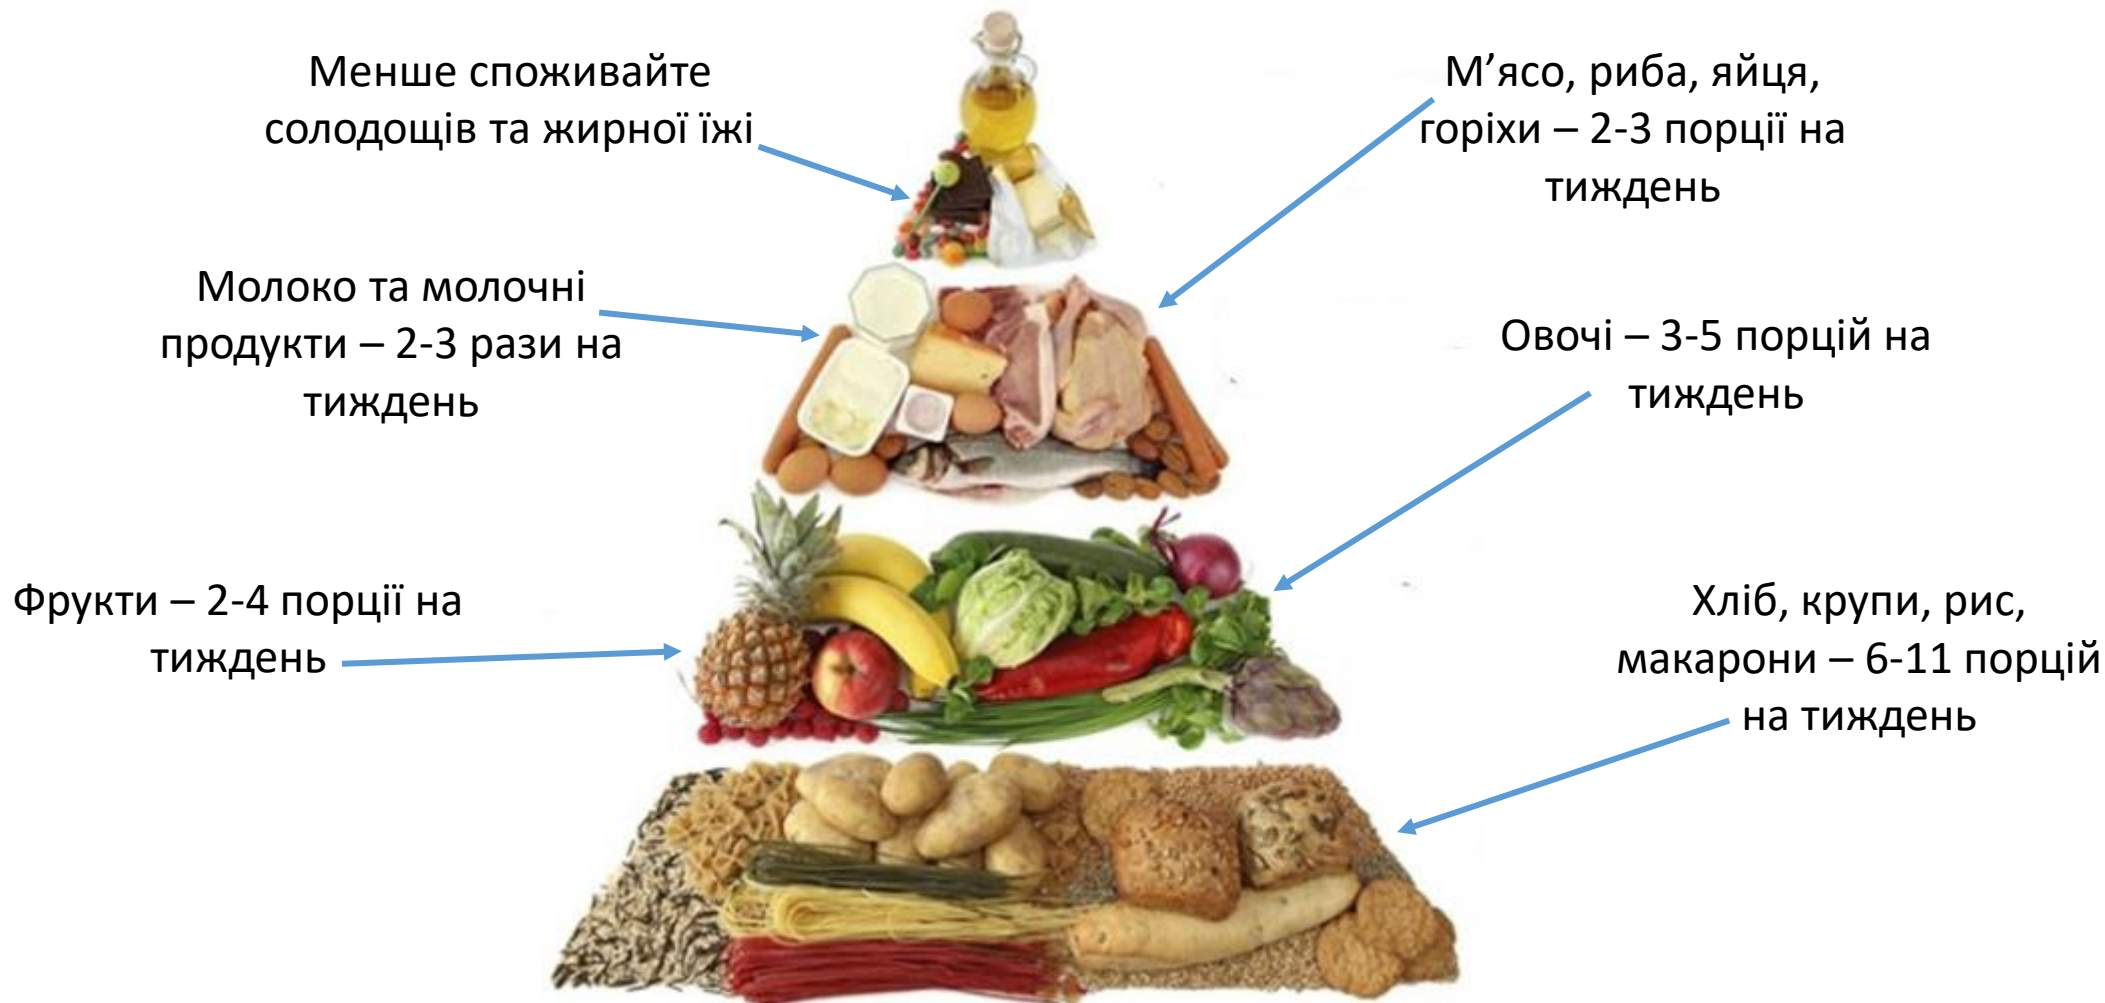 Менше споживайте
солодощів та жирної їжі
М’ясо, риба, яйця,
горіхи – 2-3 порції на
тиждень
Молоко та молочні
продукти – 2-3 рази на
тиждень
Овочі – 3-5 порцій на
тиждень
Фрукти – 2-4 порції на
тиждень
Хліб, крупи, рис,
макарони – 6-11 порцій
на тиждень